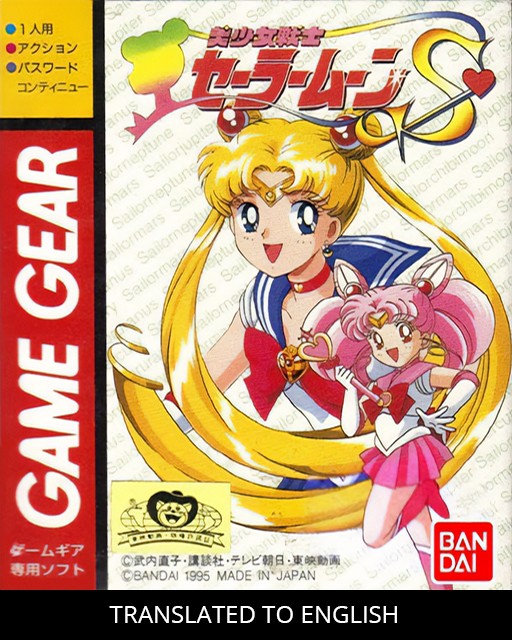 1人用
アクション
パスワード
コンティニュー
美少女戦士
セーラームーンS
GAME GEAR
ゲームギア
専用ソフト
©武内直子・講談社・テレビ朝日・東映動画
©BANDAI 1995 MADE IN JAPAN
BAN
DAI
TRANSLATED TO ENGLISH